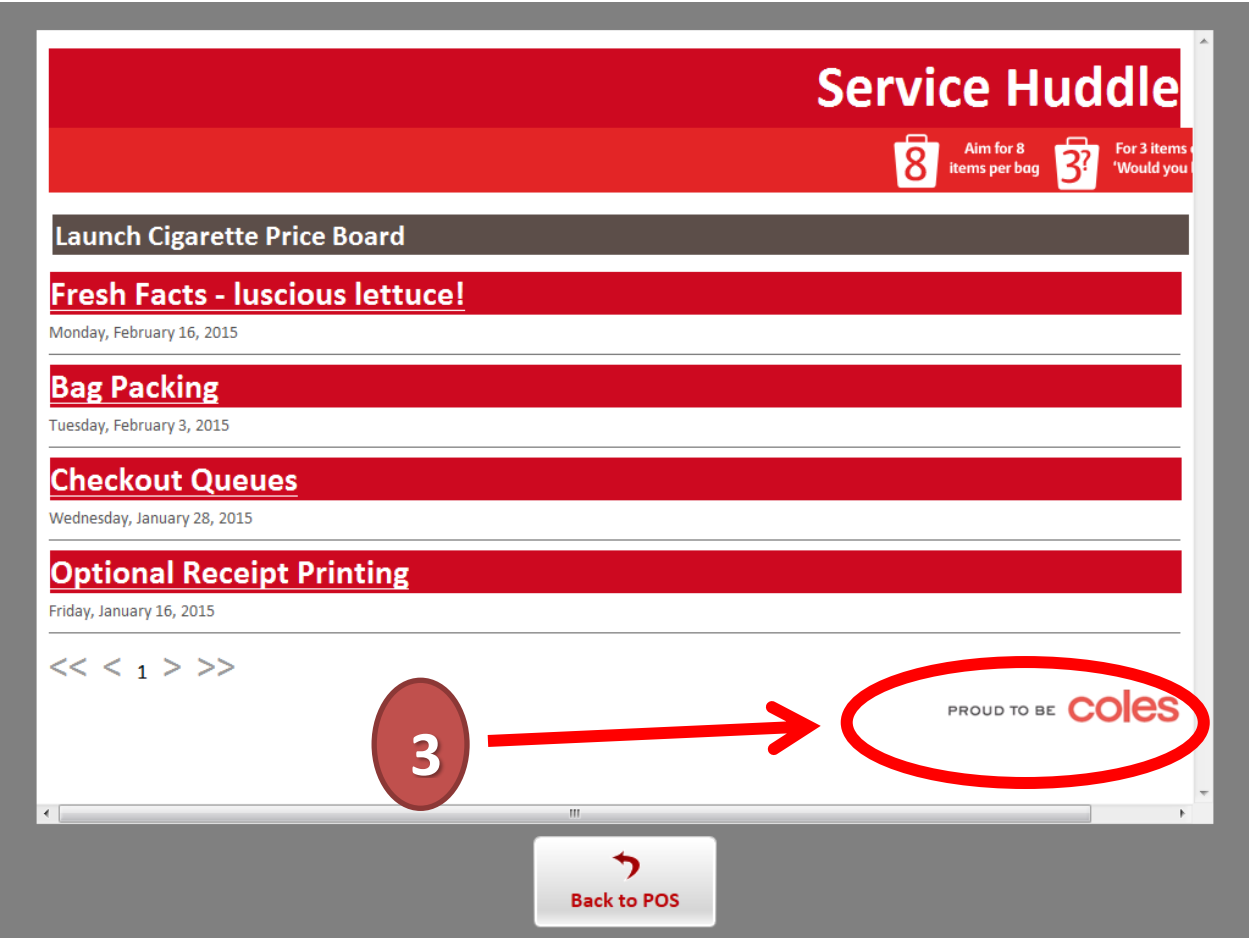 Service Huddle
8 Aim for 8 items per bag 3? For 3 items
'Would you
Launch Cigarette Price Board
Fresh Facts - luscious lettuce!
Monday, February 16, 2015
Bag Packing
Tuesday, February 3, 2015
Checkout Queues
Wednesday, January 28, 2015
Optional Receipt Printing
Friday, January 16, 2015
<< < 1 > >>
PROUD TO BE coles
3
Back to POS